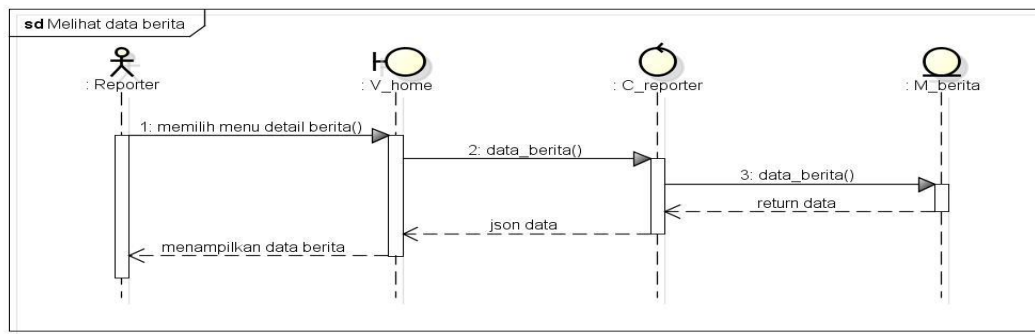 sd Melihat data berita
: Reporter
: V_home
: C_reporter
: M_berita
1: memilih menu detail berita()
2: data_berita()
3: data_berita()
return data
json data
menampilkan data berita